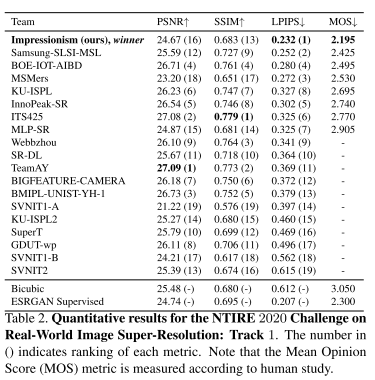 Team PSNR↑ SSIM↑ LPIPS↓ MOS↓
Impressionism (ours), winner 24.67 (16) 0.683 (13) 0.232 (1) 2.195
Samsung-SLSI-MSL 25.59 (12) 0.727 (9) 0.252 (2) 2.425
BOE-IOT-AIBD 26.71 (4) 0.761 (4) 0.280 (4) 2.495
MSMers 23.20 (18) 0.651 (17) 0.272 (3) 2.530
KU-ISPL 26.23 (6) 0.747 (7) 0.327 (8) 2.695
InnoPeak-SR 26.54 (5) 0.746 (8) 0.302 (5) 2.740
ITS425 27.08 (2) 0.779 (1) 0.325 (6) 2.770
MLP-SR 24.87 (15) 0.681 (14) 0.325 (7) 2.905
Webbzhou 26.10 (9) 0.764 (3) 0.341 (9) -
SR-DL 25.67 (11) 0.718 (10) 0.364 (10) -
TeamAY 27.09 (1) 0.773 (2) 0.369 (11) -
BIGFEATURE-CAMERA 26.18 (7) 0.750 (6) 0.372 (12) -
BMIPL-UNIST-YH-1 26.73 (3) 0.752 (5) 0.379 (13) -
SVNIT1-A 21.22 (19) 0.576 (19) 0.397 (14) -
KU-ISPL2 25.27 (14) 0.680 (15) 0.460 (15) -
SuperT 25.79 (10) 0.699 (12) 0.469 (16) -
GDUT-wp 26.11 (8) 0.706 (11) 0.496 (17) -
SVNIT1-B 24.21 (17) 0.617 (18) 0.562 (18) -
SVNIT2 25.39 (13) 0.674 (16) 0.615 (19) -
Bicubic 25.48 (-) 0.680 (-) 0.612 (-) 3.050
ESRGAN Supervised 24.74 (-) 0.695 (-) 0.207 (-) 2.300
Table 2. Quantitative results for the NTIRE 2020 Challenge on
Real-World Image Super-Resolution: Track 1. The number in
() indicates ranking of each metric. Note that the Mean Opinion
Score (MOS) metric is measured according to human study.